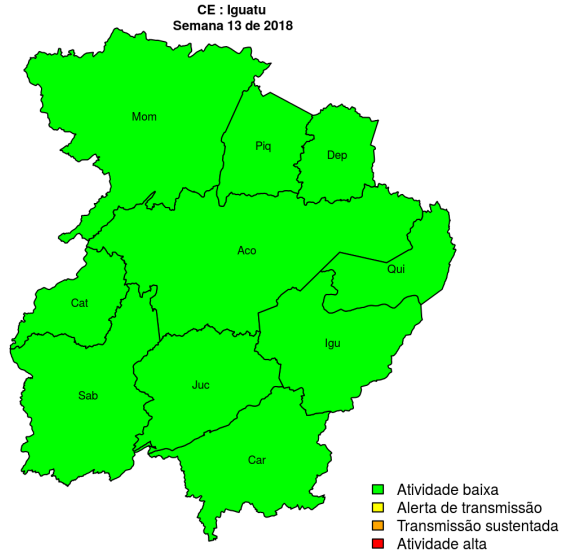 CE : Iguatu
Semana 13 de 2018
Mom
Piq
Dep
Aco
Qui
Cat
Igu
Sab
Juc
Car
Atividade baixa
Alerta de transmissão
Transmissão sustentada
Atividade alta